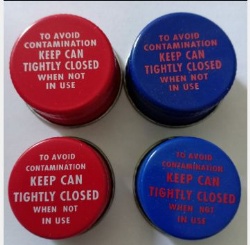 TO AVOID
CONTAMINATION
KEEP CAN
TIGHTLY CLOSED
WHEN NOT
IN USE
TO AVOID
CONTAMINATION
KEEP CAN
TIGHTLY CLOSED
WHEN NOT
IN USE
TO AVOID
CONTAMINATION
KEEP CAN
TIGHTLY CLOSED
WHEN NOT
IN USE
TO AVOID
CONTAMINATION
KEEP CAN
TIGHTLY CLOSED
WHEN NOT
IN USE